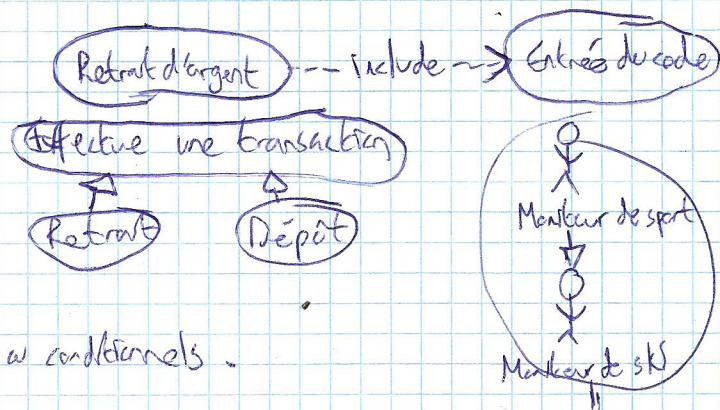 Retrait d'argent include Entrée du code
Effectue une transaction
Moniteur de sport
Retrait Dépôt
conditionnels.
Moniteur de ski